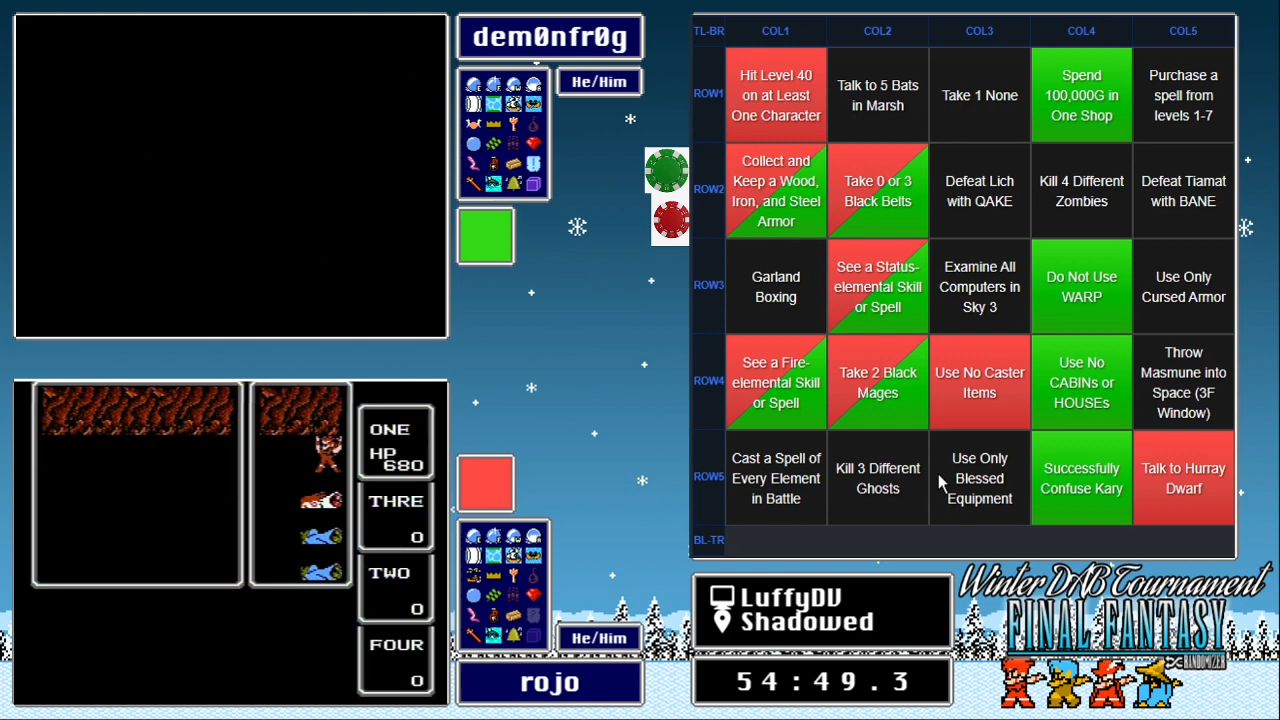 dem0nfr0g
He/Him
TL-BR COL1 COL2 COL3 COL4 COL5
ROW1
Hit Level 40
on at Least
One Character
Talk to 5 Bats
in Marsh
Take 1 None
Spend
100,000G in
One Shop
Purchase a
spell from
levels 1-7
ROW2
Collect and
Keep a Wood,
Iron, and Steel
Armor
Take 0 or 3
Black Belts
Defeat Lich
with QAKE
Kill 4 Different
Zombies
Defeat Tiamat
with BANE
ROW3
Garland
Boxing
See a Status-
elemental Skill
or Spell
Examine All
Computers in
Sky 3
Do Not Use
WARP
Use Only
Cursed Armor
ROW4
See a Fire-
elemental Skill
or Spell
Take 2 Black
Mages
Use No Caster
Items
Use No
CABINs or
HOUSEs
Throw
Masmune into
Space (3F
Window)
ROW5
Cast a Spell of
Every Element
in Battle
Kill 3 Different
Ghosts
Use Only
Blessed
Equipment
Successfully
Confuse Kary
Talk to Hurray
Dwarf
BL-TR
ONE
HP
680
THRE
0
TWO
0
FOUR
0
He/Him
rojo
LuffyDV
Shadowed
54:49.3
Winter DAB Tournament
FINAL FANTASY
RANDOMIZER